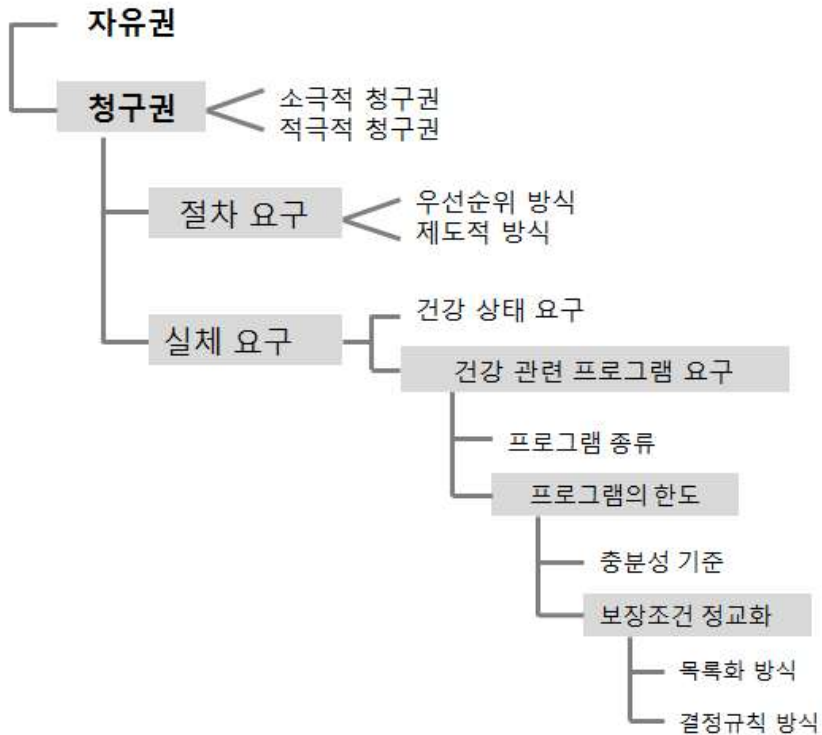 자유권
청구권
소극적 청구권
적극적 청구권
절차 요구
우선순위 방식
제도적 방식
실체 요구
건강 상태 요구
건강 관련 프로그램 요구
프로그램 종류
프로그램의 한도
충분성 기준
보장조건 정교화
목록화 방식
결정규칙 방식